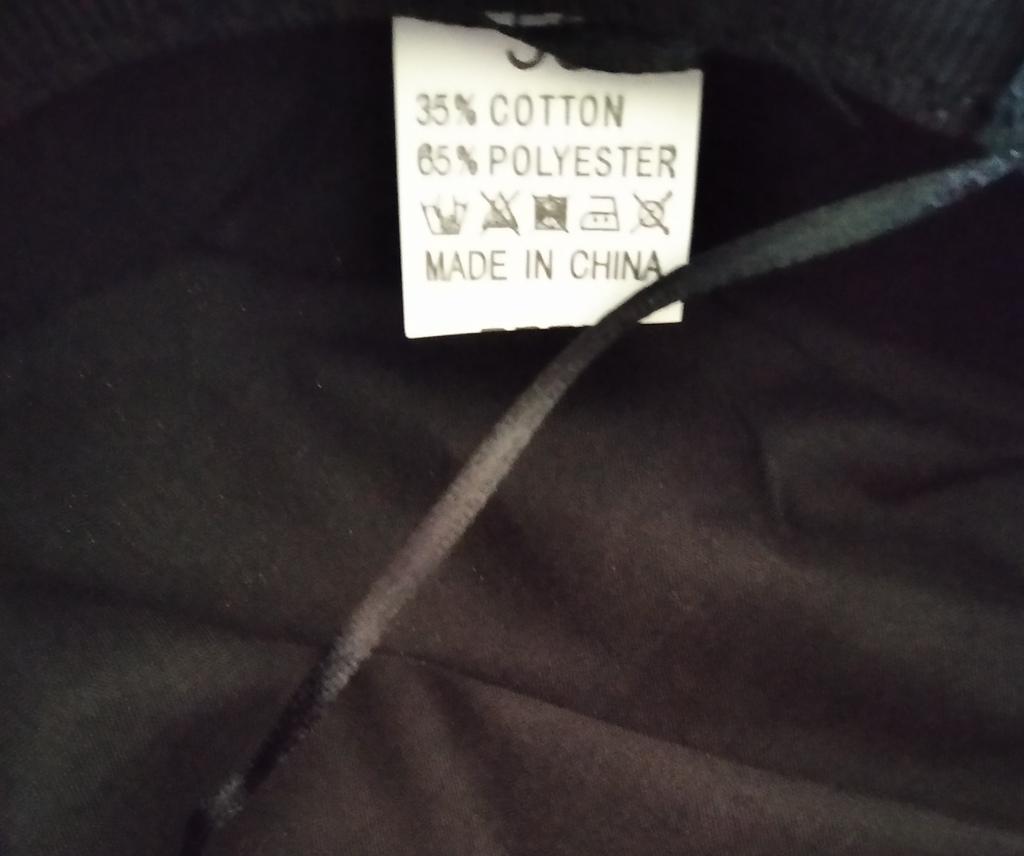 35% COTTON
65% POLYESTER
MADE IN CHINA